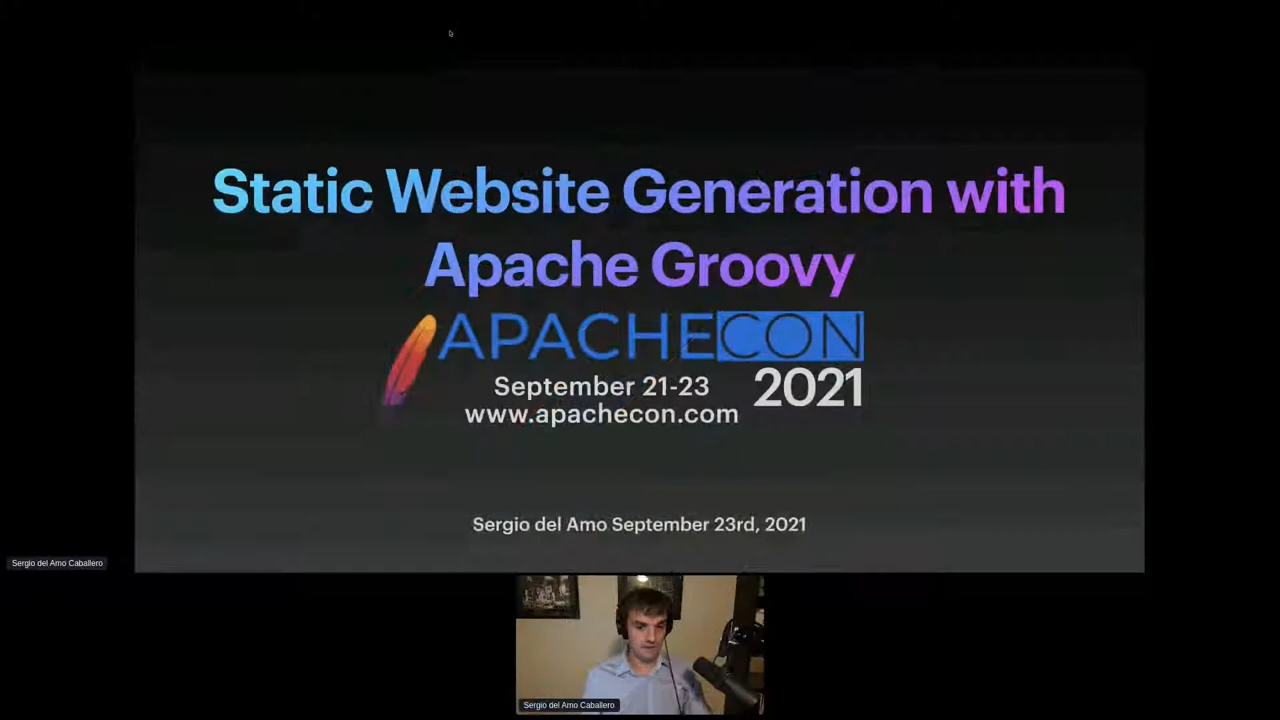 Static Website Generation with
Apache Groovy
APACHECON
September 21-23 2021
www.apachecon.com
Sergio del Amo September 23rd, 2021
Sergio del Amo Caballero
Sergio del Amo Caballero